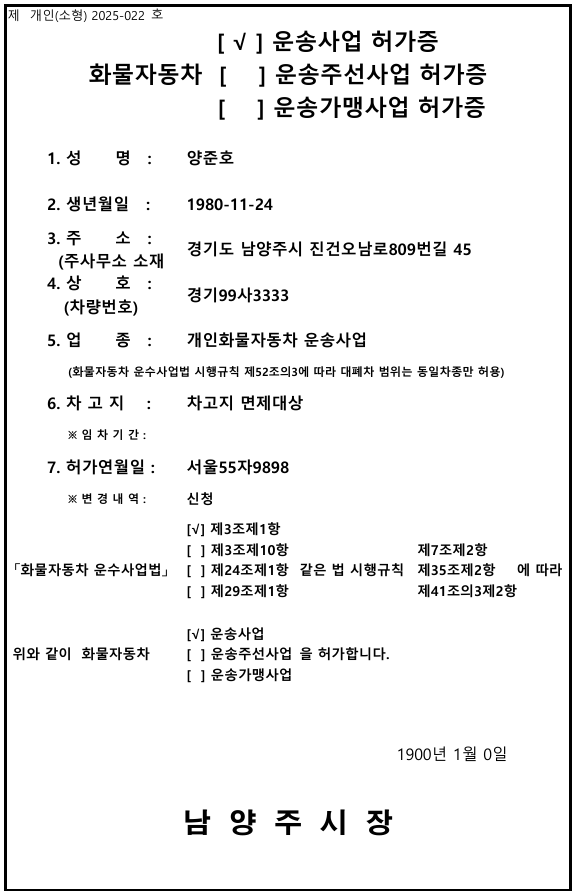 제 개인(소형) 2025-022 호
[ √ ] 운송사업 허가증
화물자동차 [ ] 운송주선사업 허가증
[ ] 운송가맹사업 허가증
1. 성 명 : 양준호
2. 생년월일 : 1980-11-24
3. 주 소 :
(주사무소 소재
경기도 남양주시 진건오남로809번길 45
4. 상 호 :
(차량번호)
경기99사3333
5. 업 종 : 개인화물자동차 운송사업
(화물자동차 운수사업법 시행규칙 제52조의3에 따라 대폐차 범위는 동일차종만 허용)
6. 차 고 지 : 차고지 면제대상
※ 임 차 기 간 :
7. 허가연월일 : 서울55자9898
※ 변 경 내 역 : 신청
[√] 제3조제1항
[ ] 제3조제10항 제7조제2항
「화물자동차 운수사업법」 [ ] 제24조제1항 같은 법 시행규칙 제35조제2항 에 따라
[ ] 제29조제1항 제41조의3제2항
[√] 운송사업
위와 같이 화물자동차 [ ] 운송주선사업 을 허가합니다.
[ ] 운송가맹사업
1900년 1월 0일
남 양 주 시 장